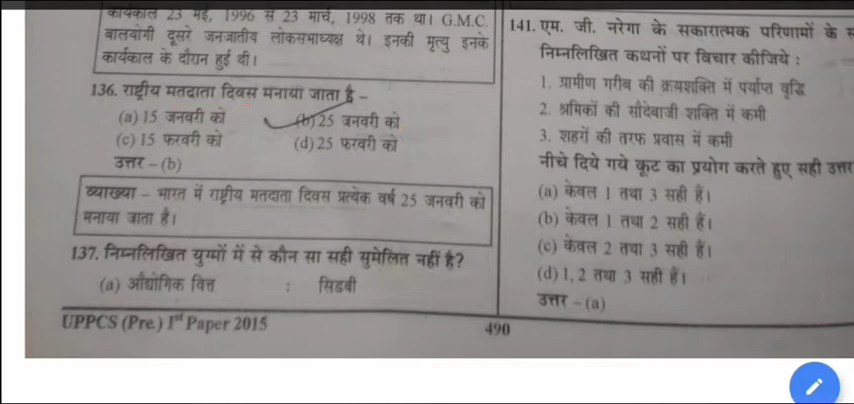 कार्यकाल 23 मई, 1996 से 23 मार्च, 1998 तक था। G.M.C.
बालयोगी दूसरे जनजातीय लोकसभाध्यक्ष थे। इनकी मृत्यु इनके
कार्यकाल के दौरान हुई थी।
136. राष्ट्रीय मतदाता दिवस मनाया जाता है –
(a) 15 जनवरी को (b) 25 जनवरी को
(c) 15 फरवरी को (d) 25 फरवरी को
उत्तर – (b)
व्याख्या – भारत में राष्ट्रीय मतदाता दिवस प्रत्येक वर्ष 25 जनवरी को
मनाया जाता है।
137. निम्नलिखित युग्मों में से कौन सा सही सुमेलित नहीं है?
(a) औद्योगिक वित्त : सिडबी
141. एम. जी. नरेगा के सकारात्मक परिणामों के
निम्नलिखित कथनों पर विचार कीजिये :
1. ग्रामीण गरीब की क्रयशक्ति में पर्याप्त वृद्धि
2. श्रमिकों की सौदेबाजी शक्ति में कमी
3. शहरों की तरफ प्रवास में कमी
नीचे दिये गये कूट का प्रयोग करते हुए सही उत्तर
(a) केवल 1 तथा 3 सही हैं।
(b) केवल 1 तथा 2 सही हैं।
(c) केवल 2 तथा 3 सही हैं।
(d) 1, 2 तथा 3 सही हैं।
उत्तर – (a)
UPPCS (Pre.) Iˢᵗ Paper 2015 490